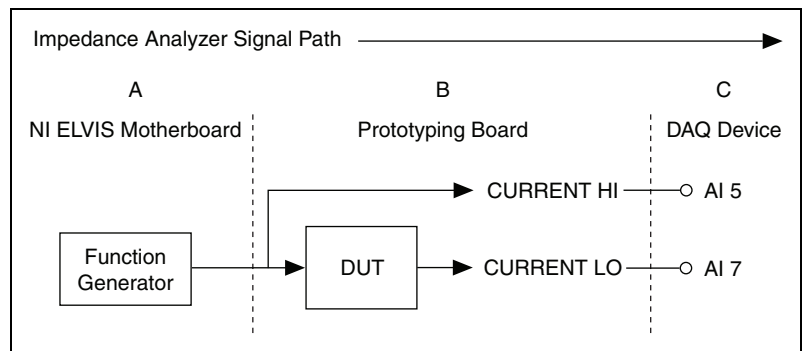 Impedance Analyzer Signal Path
A
B
C
NI ELVIS Motherboard
Prototyping Board
DAQ Device
CURRENT HI
AI 5
Function
Generator
DUT
CURRENT LO
AI 7